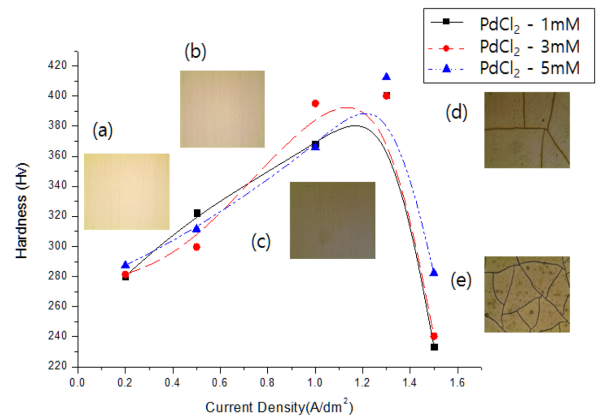 PdCl₂ - 1mM
PdCl₂ - 3mM
PdCl₂ - 5mM
(a)
(b)
(c)
(d)
(e)
Hardness (Hv)
420
400
380
360
340
320
300
280
260
240
220
0.0 0.2 0.4 0.6 0.8 1.0 1.2 1.4 1.6
Current Density(A/dm²)